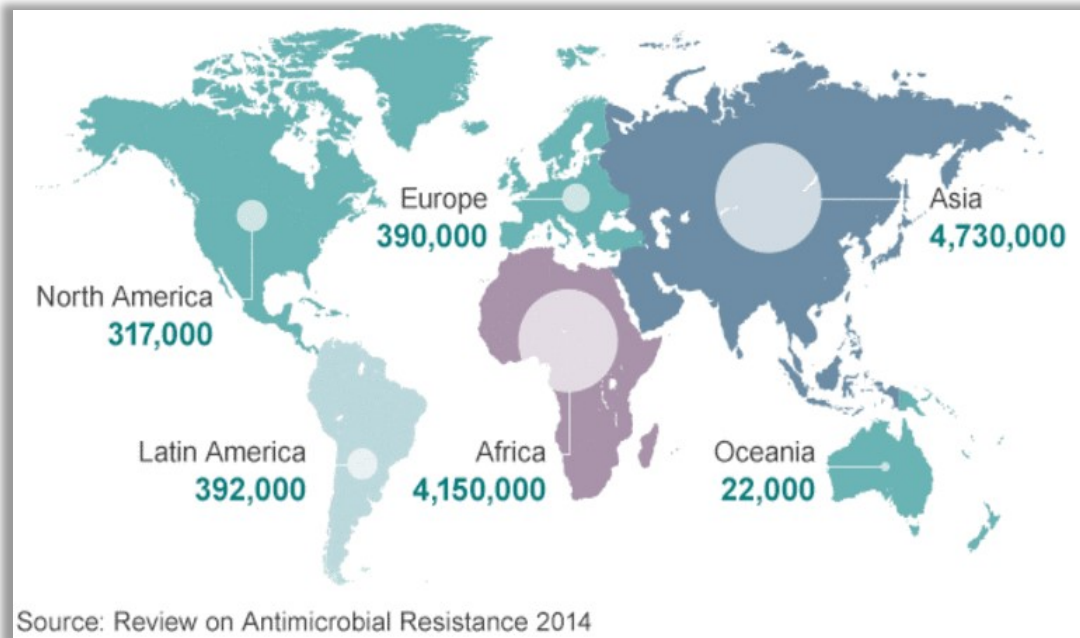 Europe
390,000
Asia
4,730,000
North America
317,000
Latin America
392,000
Africa
4,150,000
Oceania
22,000
Source: Review on Antimicrobial Resistance 2014